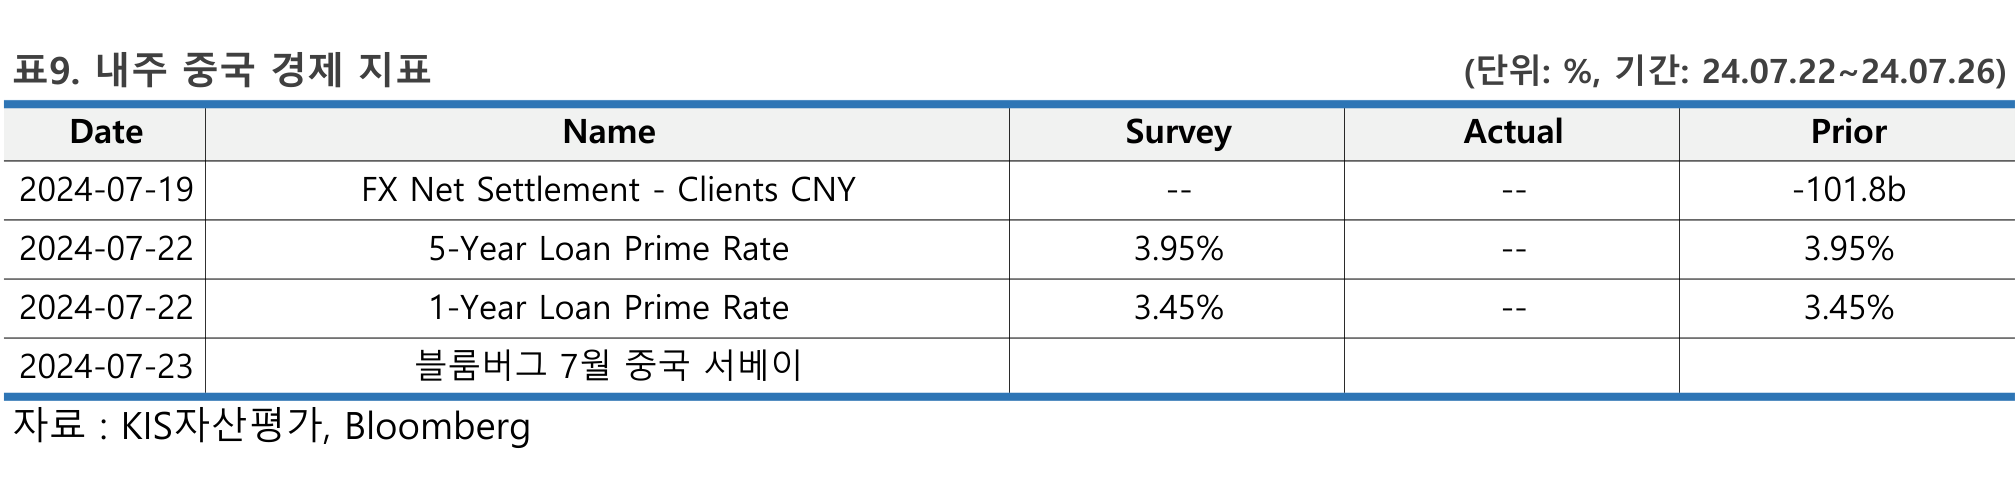 표9. 내주 중국 경제 지표 (단위: %, 기간: 24.07.22~24.07.26)
Date Name Survey Actual Prior
2024-07-19 FX Net Settlement - Clients CNY -- -- -101.8b
2024-07-22 5-Year Loan Prime Rate 3.95% -- 3.95%
2024-07-22 1-Year Loan Prime Rate 3.45% -- 3.45%
2024-07-23 블룸버그 7월 중국 서베이
자료 : KIS자산평가, Bloomberg